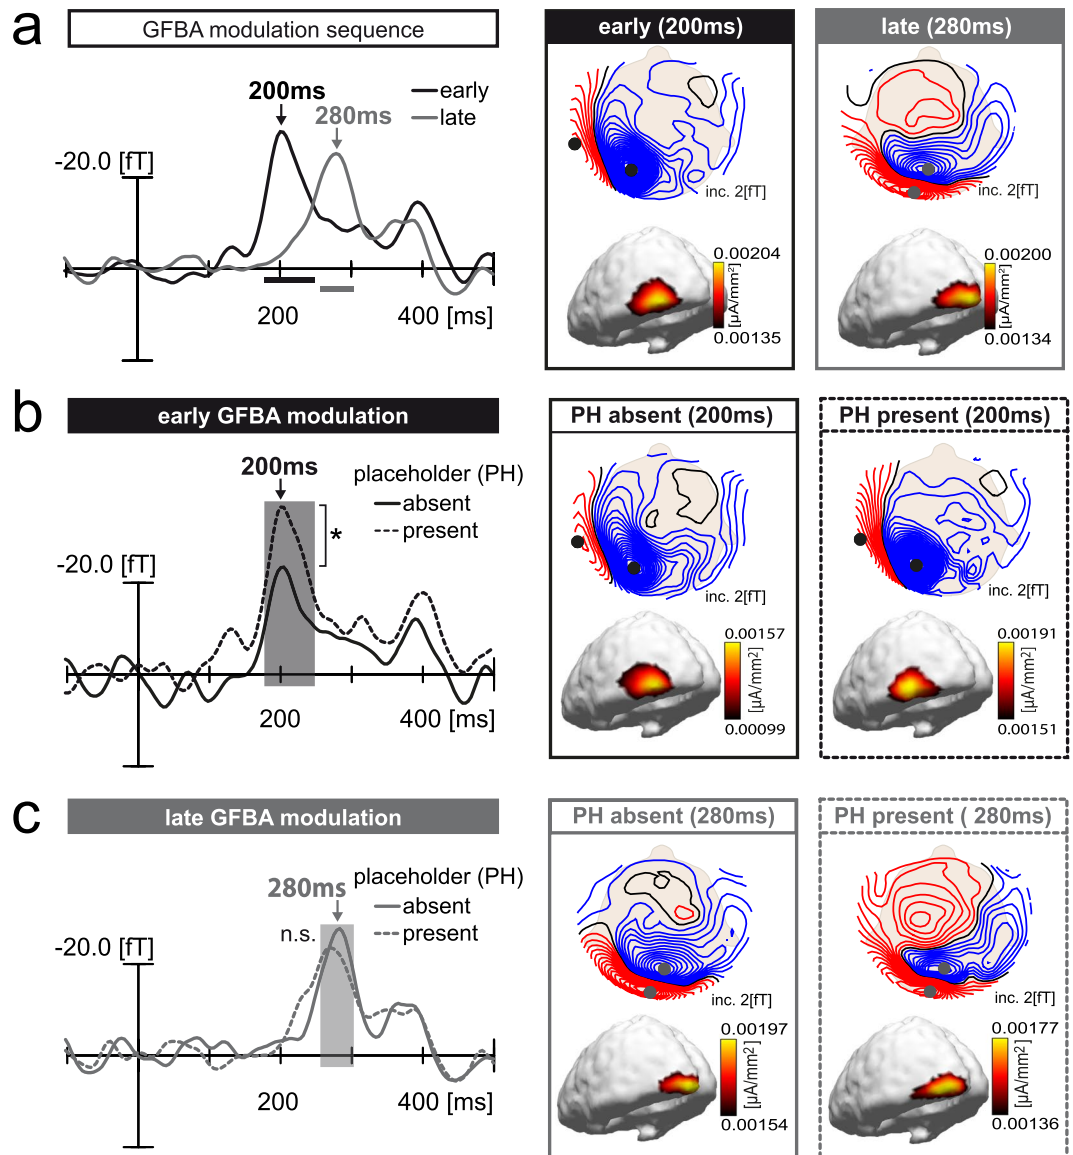 a
GFBA modulation sequence
200ms
early
280ms
late
-20.0 [fT]
200
400 [ms]
early (200ms)
inc. 2[fT]
0.00204
[µA/mm²]
0.00135
late (280ms)
inc. 2[fT]
0.00200
[µA/mm²]
0.00134
b
early GFBA modulation
200ms
placeholder (PH)
absent
present
*
-20.0 [fT]
200
400 [ms]
PH absent (200ms)
inc. 2[fT]
0.00157
[µA/mm²]
0.00099
PH present (200ms)
inc. 2[fT]
0.00191
[µA/mm²]
0.00151
c
late GFBA modulation
280ms
placeholder (PH)
absent
n.s.
present
-20.0 [fT]
200
400 [ms]
PH absent (280ms)
inc. 2[fT]
0.00197
[µA/mm²]
0.00154
PH present ( 280ms)
inc. 2[fT]
0.00177
[µA/mm²]
0.00136